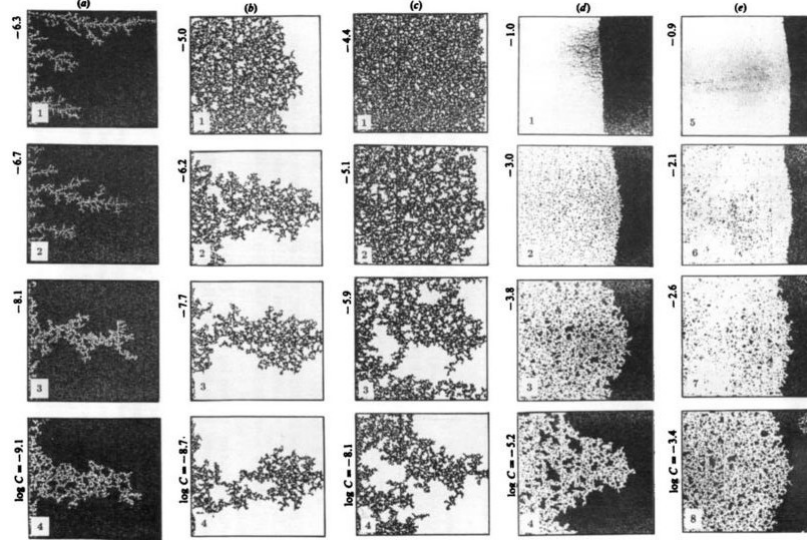 (a) (b) (c) (d) (e)
−6.3 −5.0 −4.4 −1.0 −0.9
1 1 1 1 5
−6.7 −6.2 −5.1 −3.0 −2.1
2 2 2 2 6
−8.1 −7.7 −5.9 −3.8 −2.6
3 3 3 3 7
log C = −9.1 log C = −8.7 log C = −8.1 log C = −5.2 log C = −3.4
4 4 4 4 8